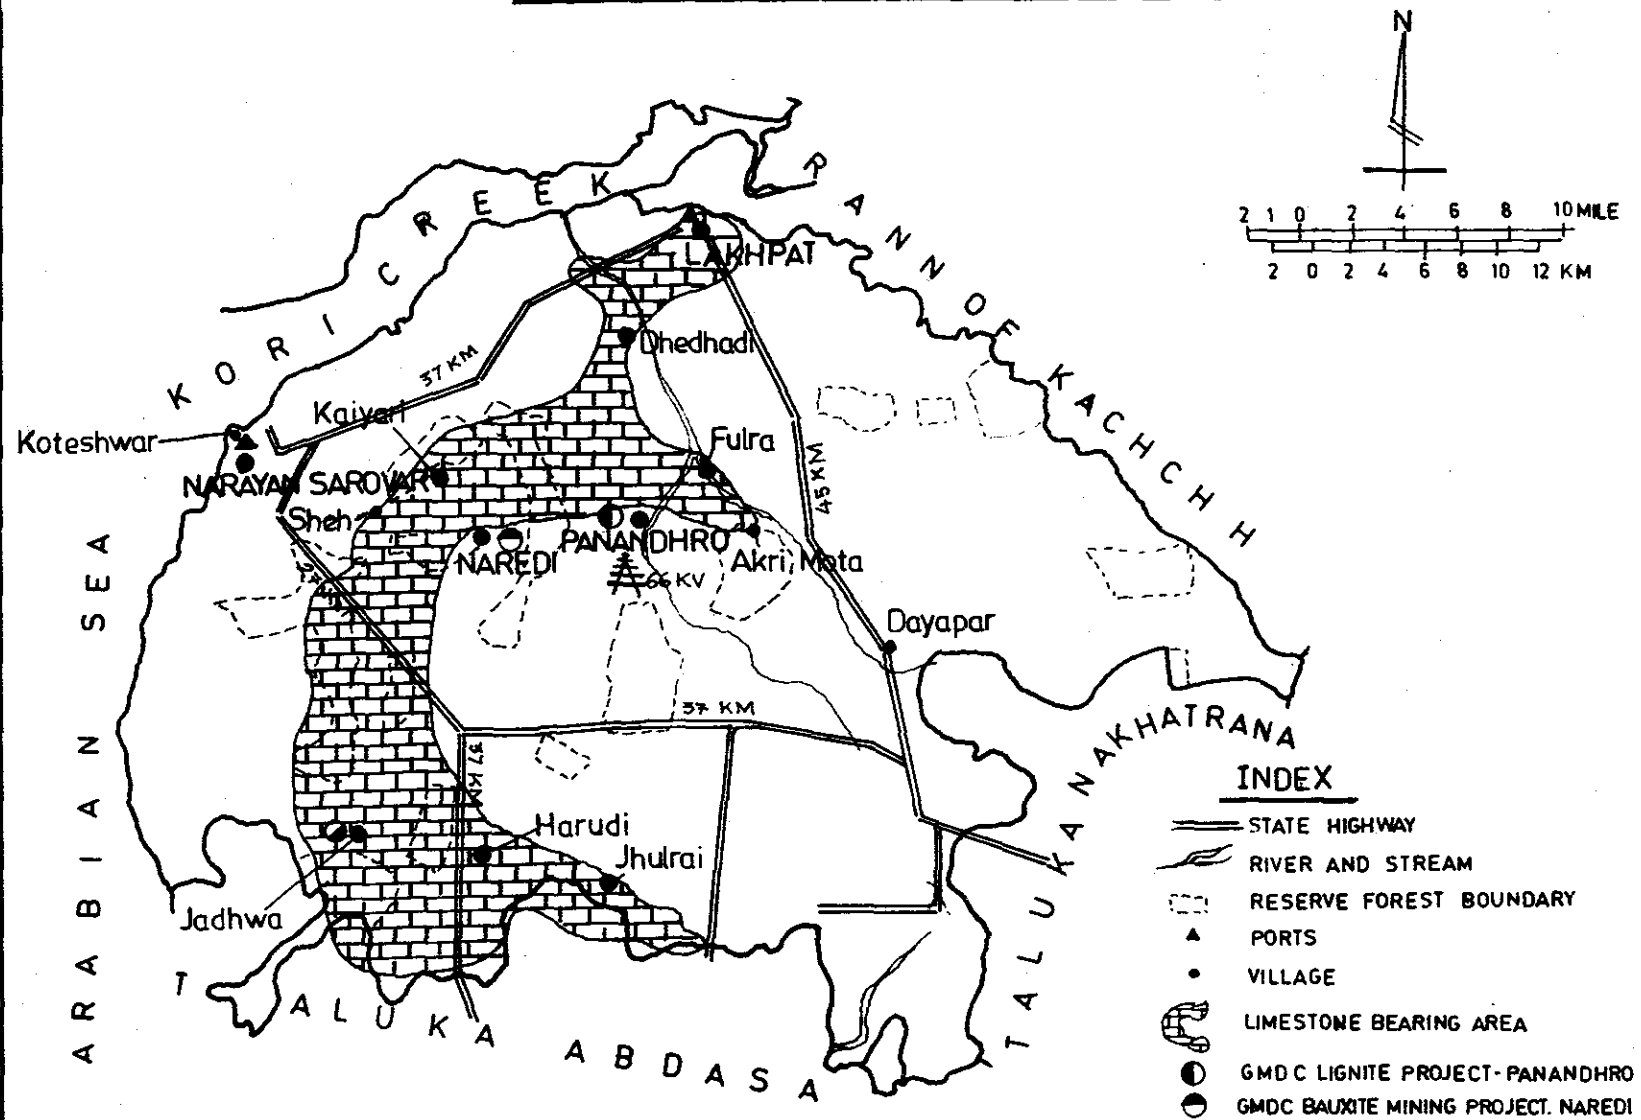 N
2 1 0 2 4 6 8 10 MILE
2 0 2 4 6 8 10 12 KM
KORI CREEK
RANN OF KACHCHH
LAKHPAT
Dhedhadi
37 KM
Kaiyari
Koteshwar
Fulra
NARAYAN SAROVAR
45 KM
Sheh
PANANDHRO
NAREDI
Akri Mota
66 KV
ARABIAN SEA
Dayapar
37 KM
TALUKA NAKHATRANA
Harudi
Jhulrai
Jadhwa
TALUKA ABDASA
INDEX
STATE HIGHWAY
RIVER AND STREAM
RESERVE FOREST BOUNDARY
PORTS
VILLAGE
LIMESTONE BEARING AREA
GMDC LIGNITE PROJECT-PANANDHRO
GMDC BAUXITE MINING PROJECT. NAREDI